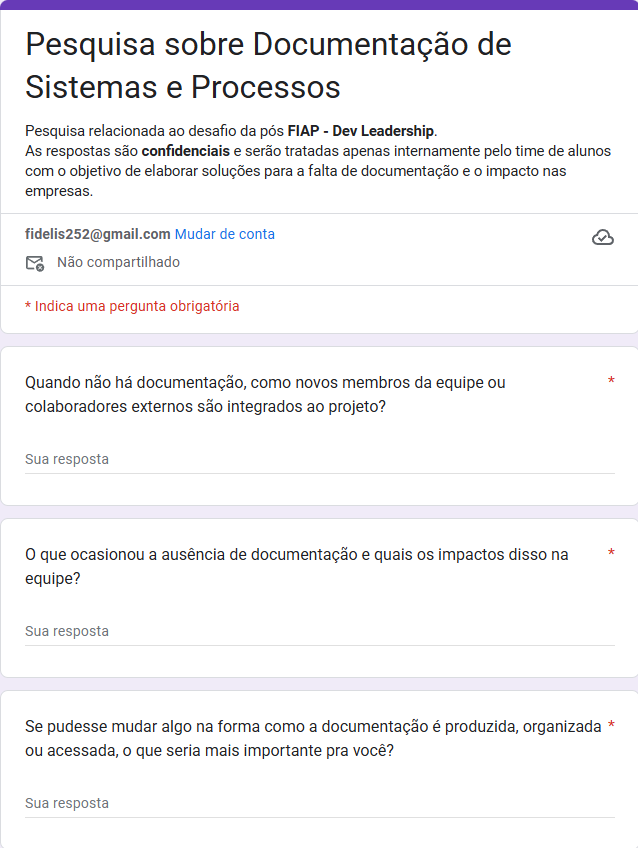 Pesquisa sobre Documentação de
Sistemas e Processos
Pesquisa relacionada ao desafio da pós FIAP - Dev Leadership.
As respostas são confidenciais e serão tratadas apenas internamente pelo time de alunos
com o objetivo de elaborar soluções para a falta de documentação e o impacto nas
empresas.
fidelis252@gmail.com Mudar de conta
Não compartilhado
* Indica uma pergunta obrigatória
Quando não há documentação, como novos membros da equipe ou *
colaboradores externos são integrados ao projeto?
Sua resposta
O que ocasionou a ausência de documentação e quais os impactos disso na *
equipe?
Sua resposta
Se pudesse mudar algo na forma como a documentação é produzida, organizada *
ou acessada, o que seria mais importante pra você?
Sua resposta